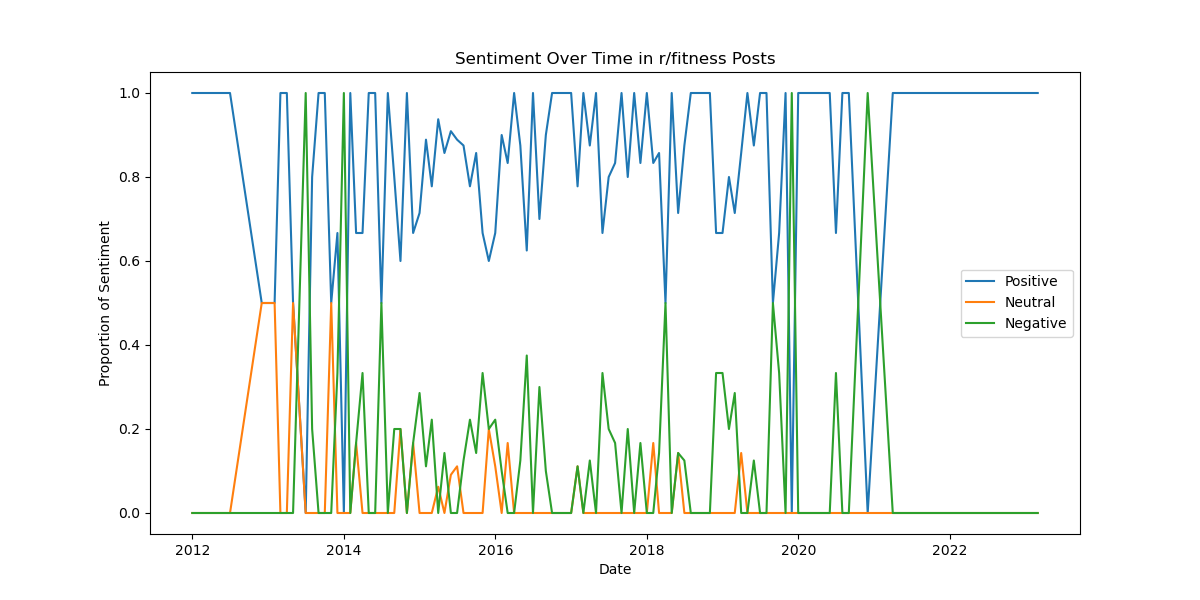 Sentiment Over Time in r/fitness Posts
Proportion of Sentiment
1.0
0.8
0.6
0.4
0.2
0.0
Positive
Neutral
Negative
2012 2014 2016 2018 2020 2022
Date